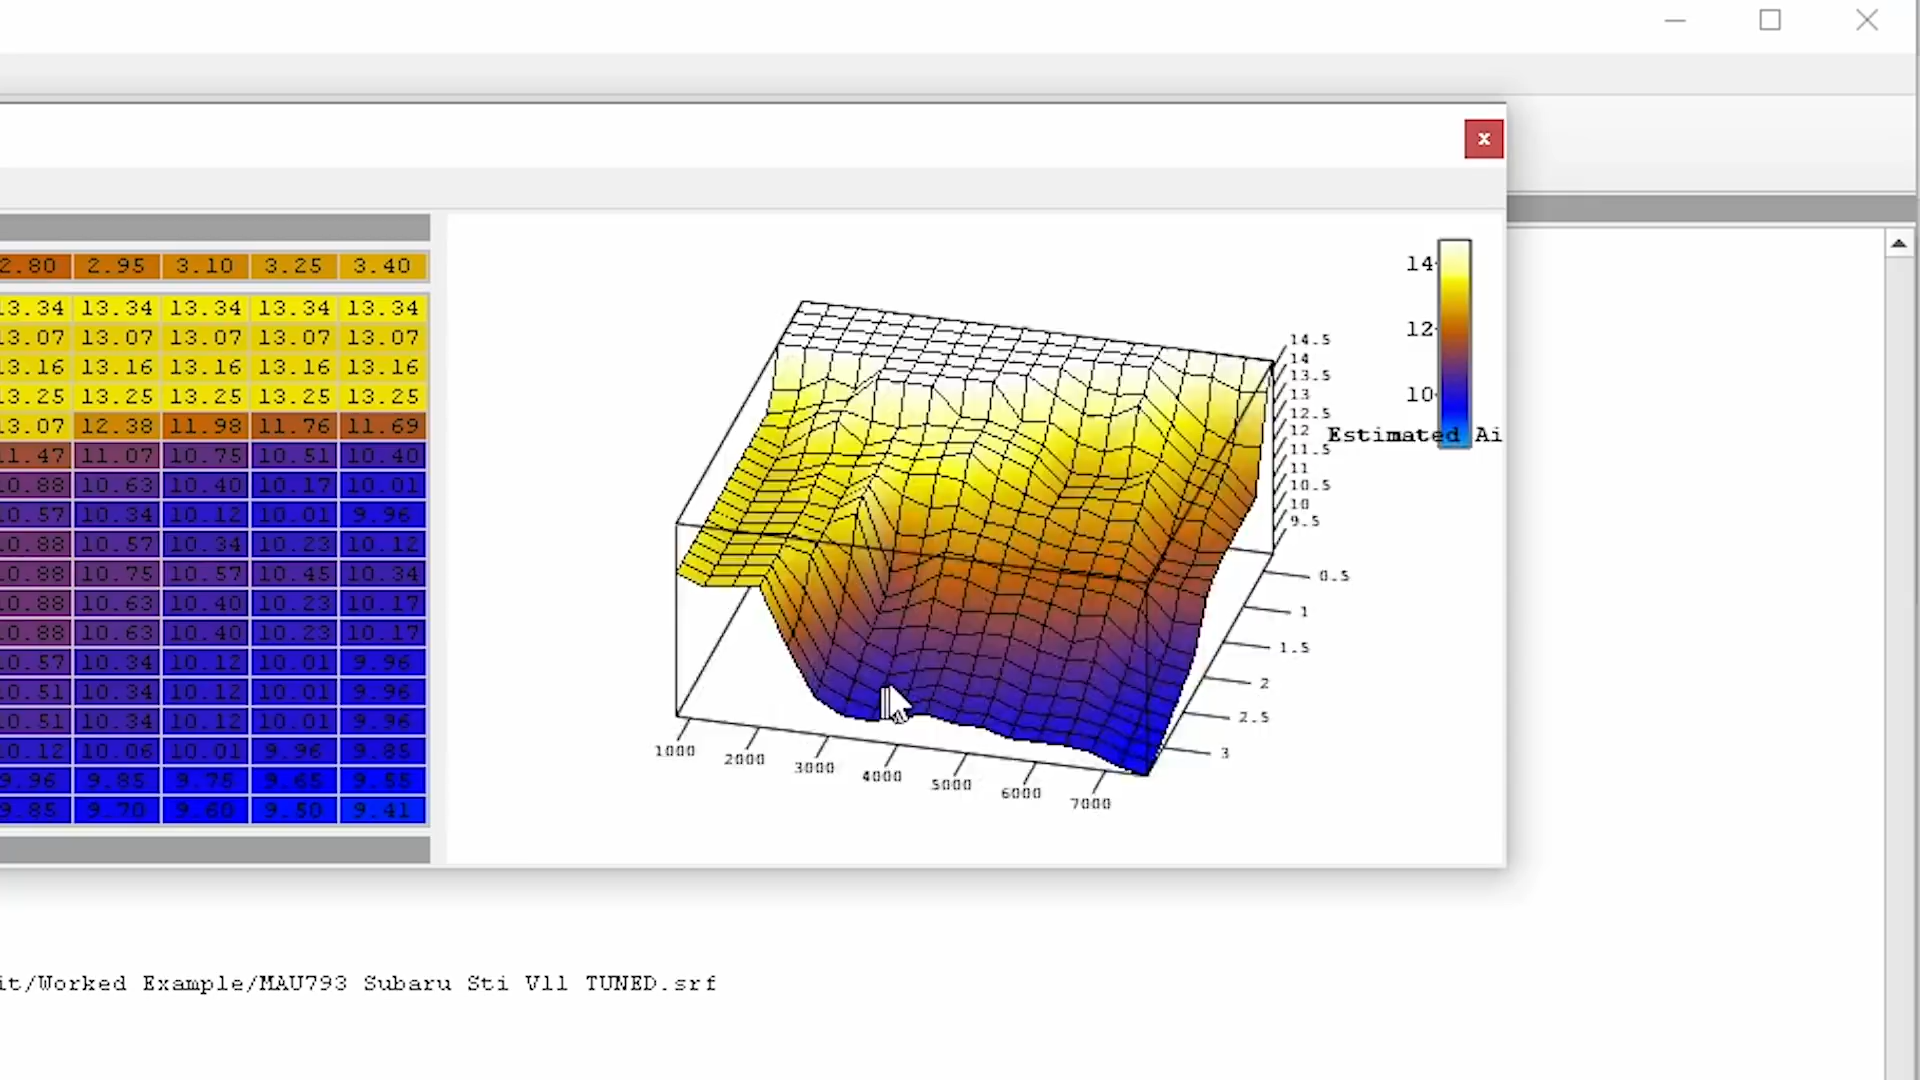 2.80 2.95 3.10 3.25 3.40
13.34 13.34 13.34 13.34 13.34
13.07 13.07 13.07 13.07 13.07
13.16 13.16 13.16 13.16 13.16
13.25 13.25 13.25 13.25 13.25
13.07 12.38 11.98 11.76 11.69
11.47 11.07 10.75 10.51 10.40
10.88 10.63 10.40 10.17 10.01
10.57 10.34 10.12 10.01 9.96
10.88 10.57 10.34 10.23 10.12
10.88 10.75 10.57 10.45 10.34
10.88 10.63 10.40 10.23 10.17
10.88 10.63 10.40 10.23 10.17
10.57 10.34 10.12 10.01 9.96
10.51 10.34 10.12 10.01 9.96
10.51 10.34 10.12 10.01 9.96
10.12 10.06 10.01 9.96 9.85
9.96 9.85 9.75 9.65 9.55
9.85 9.70 9.60 9.50 9.41
14
12
10
Estimated Ai
14.5
14
13.5
13
12.5
12
11.5
11
10.5
10
9.5
0.5
1
1.5
2
2.5
3
1000 2000 3000 4000 5000 6000 7000
it/Worked Example/MAU793 Subaru Sti V11 TUNED.srf